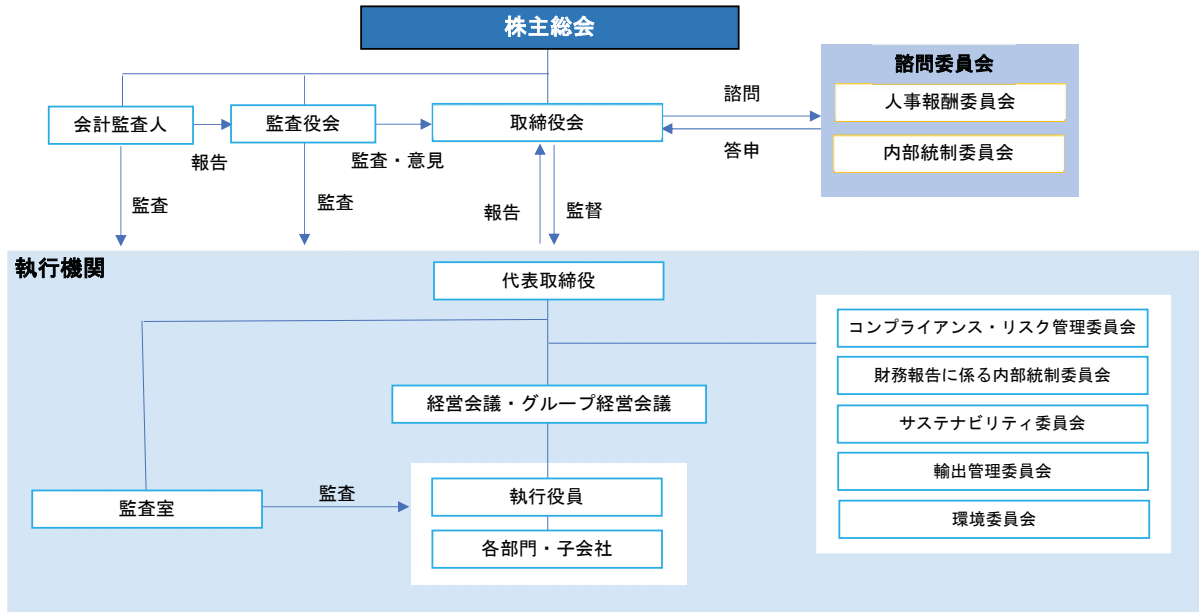 株主総会
諮問委員会
人事報酬委員会
内部統制委員会
諮問
答申
会計監査人
監査役会
取締役会
報告
監査・意見
監査
監査
報告
監督
執行機関
代表取締役
コンプライアンス・リスク管理委員会
財務報告に係る内部統制委員会
サステナビリティ委員会
輸出管理委員会
環境委員会
経営会議・グループ経営会議
監査室
監査
執行役員
各部門・子会社